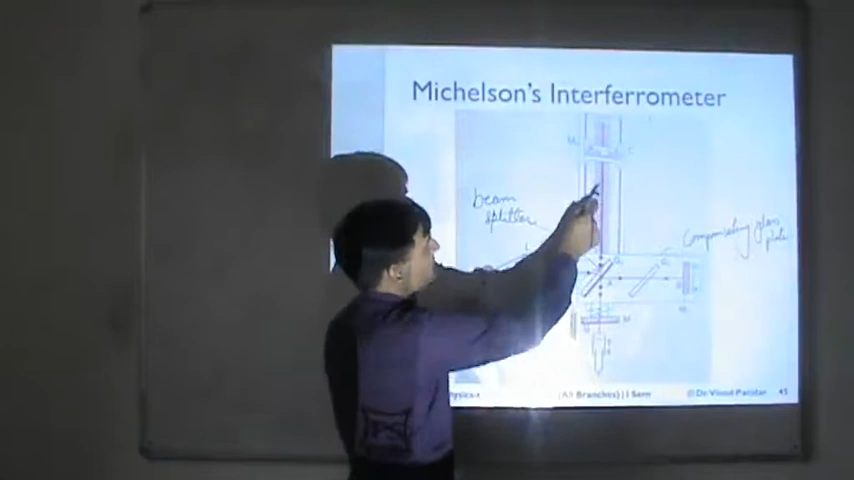 Michelson's Interferrometer
beam
splitter
Compensating glass
plate
(All Branches)|I Sem
© Dr. Vinod Patidar
45